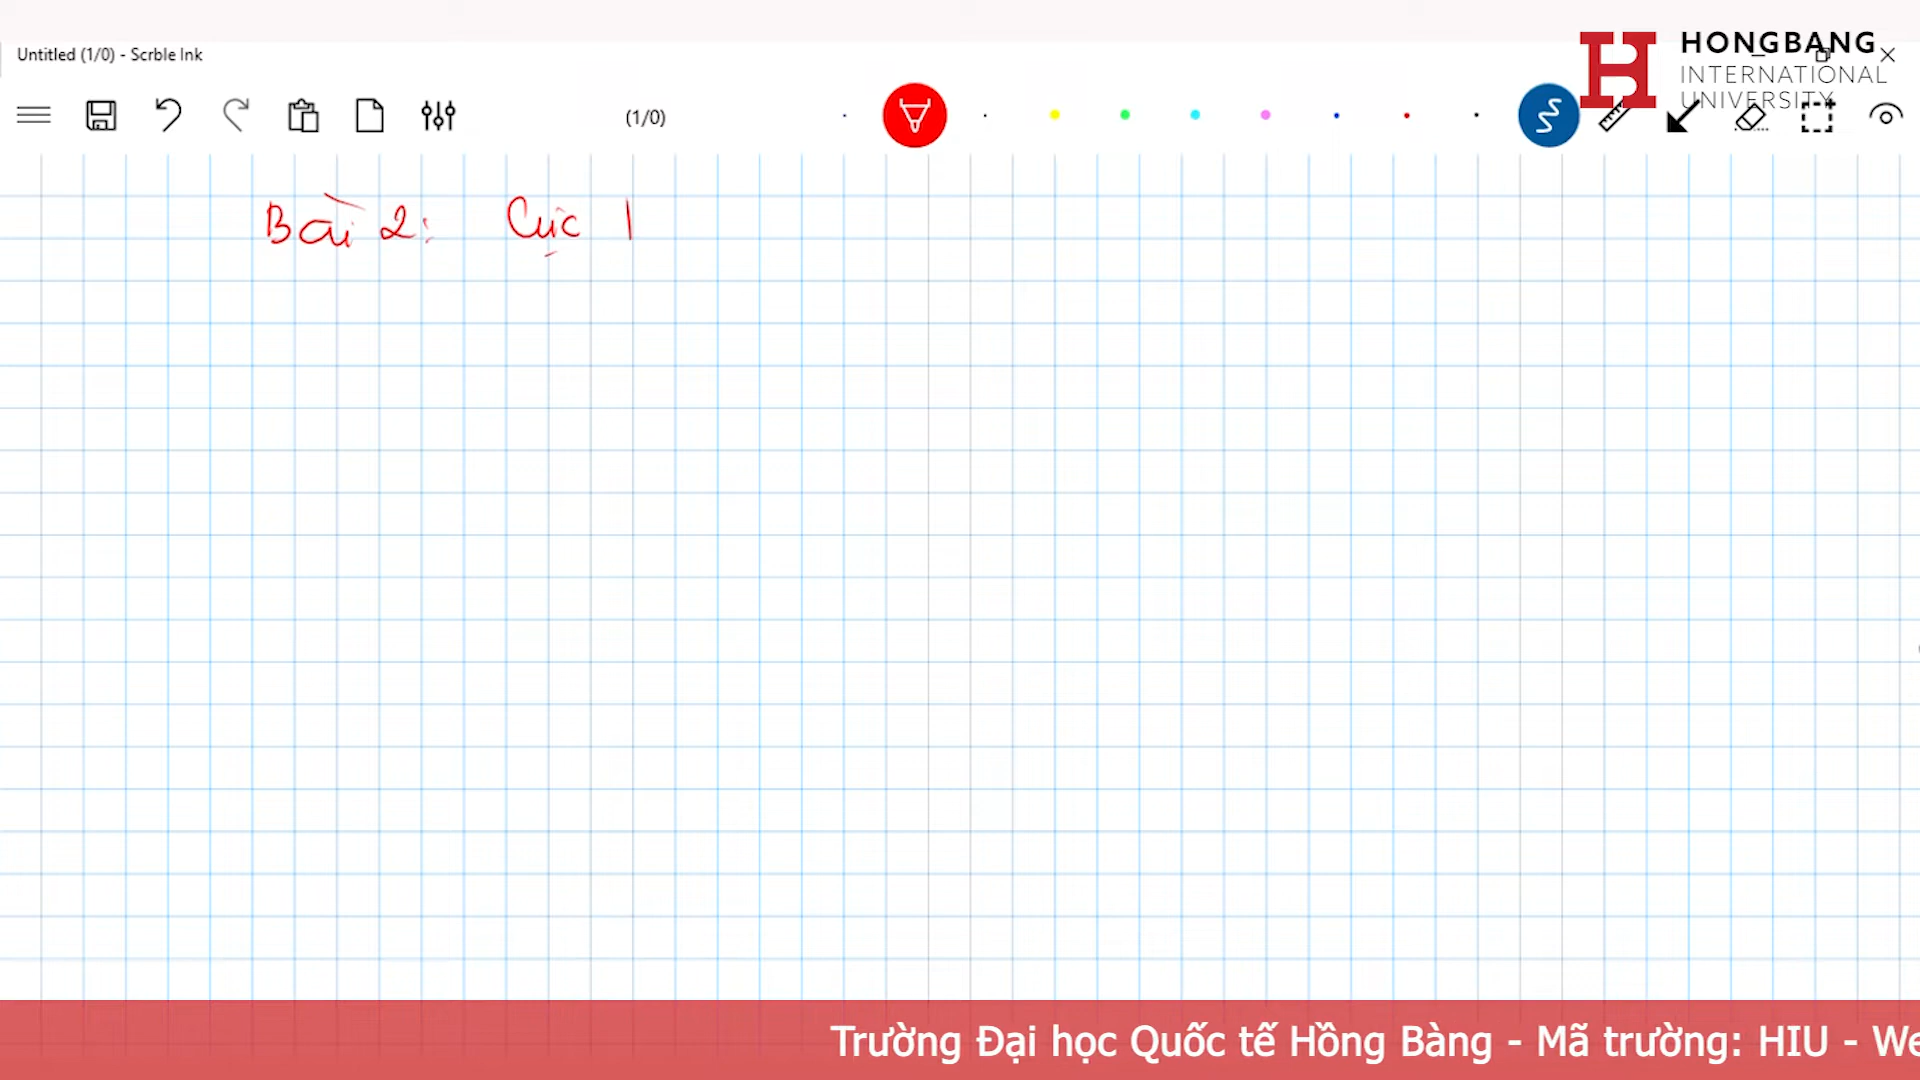 Untitled (1/0) - Scrble Ink
HONGBANG
INTERNATIONAL
UNIVERSITY
(1/0)
Bài 2: Cực
Trường Đại học Quốc tế Hồng Bàng - Mã trường: HIU - We